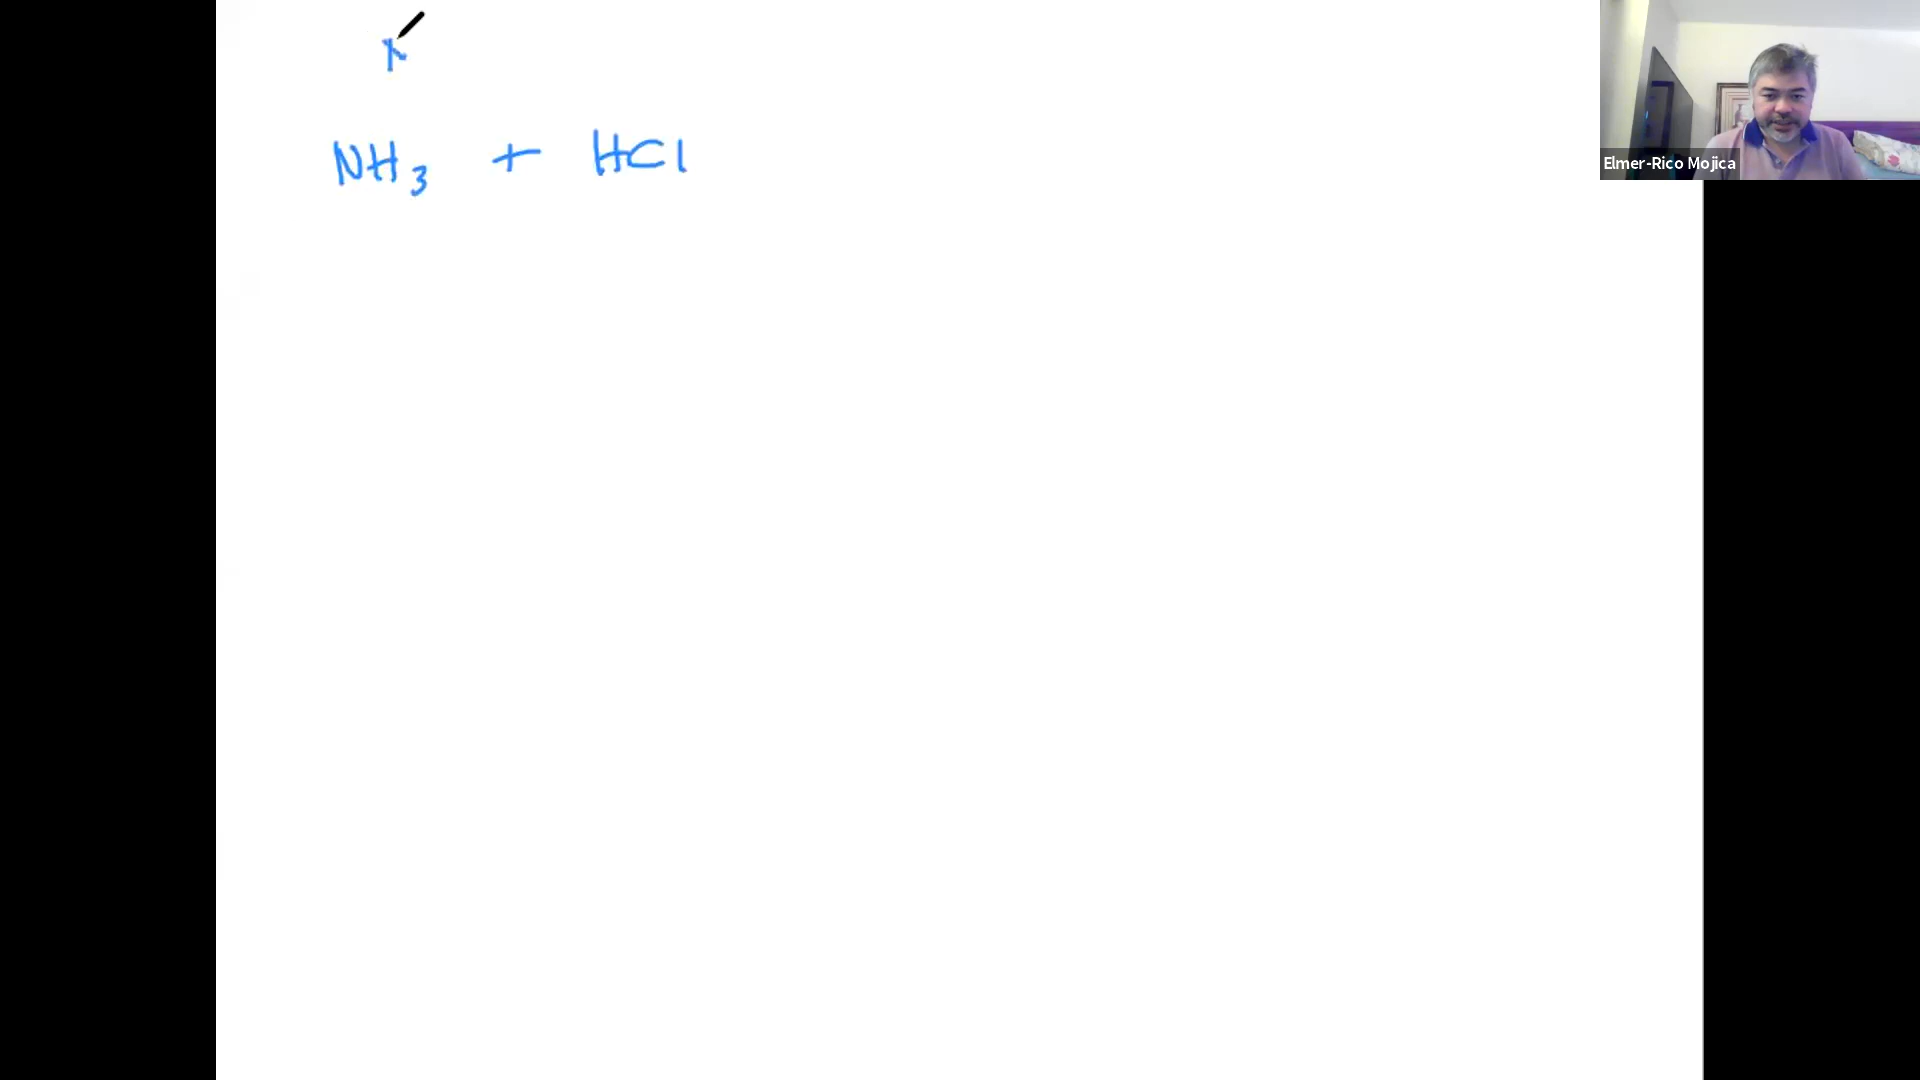 N
NH3 + HCl
Elmer-Rico Mojica